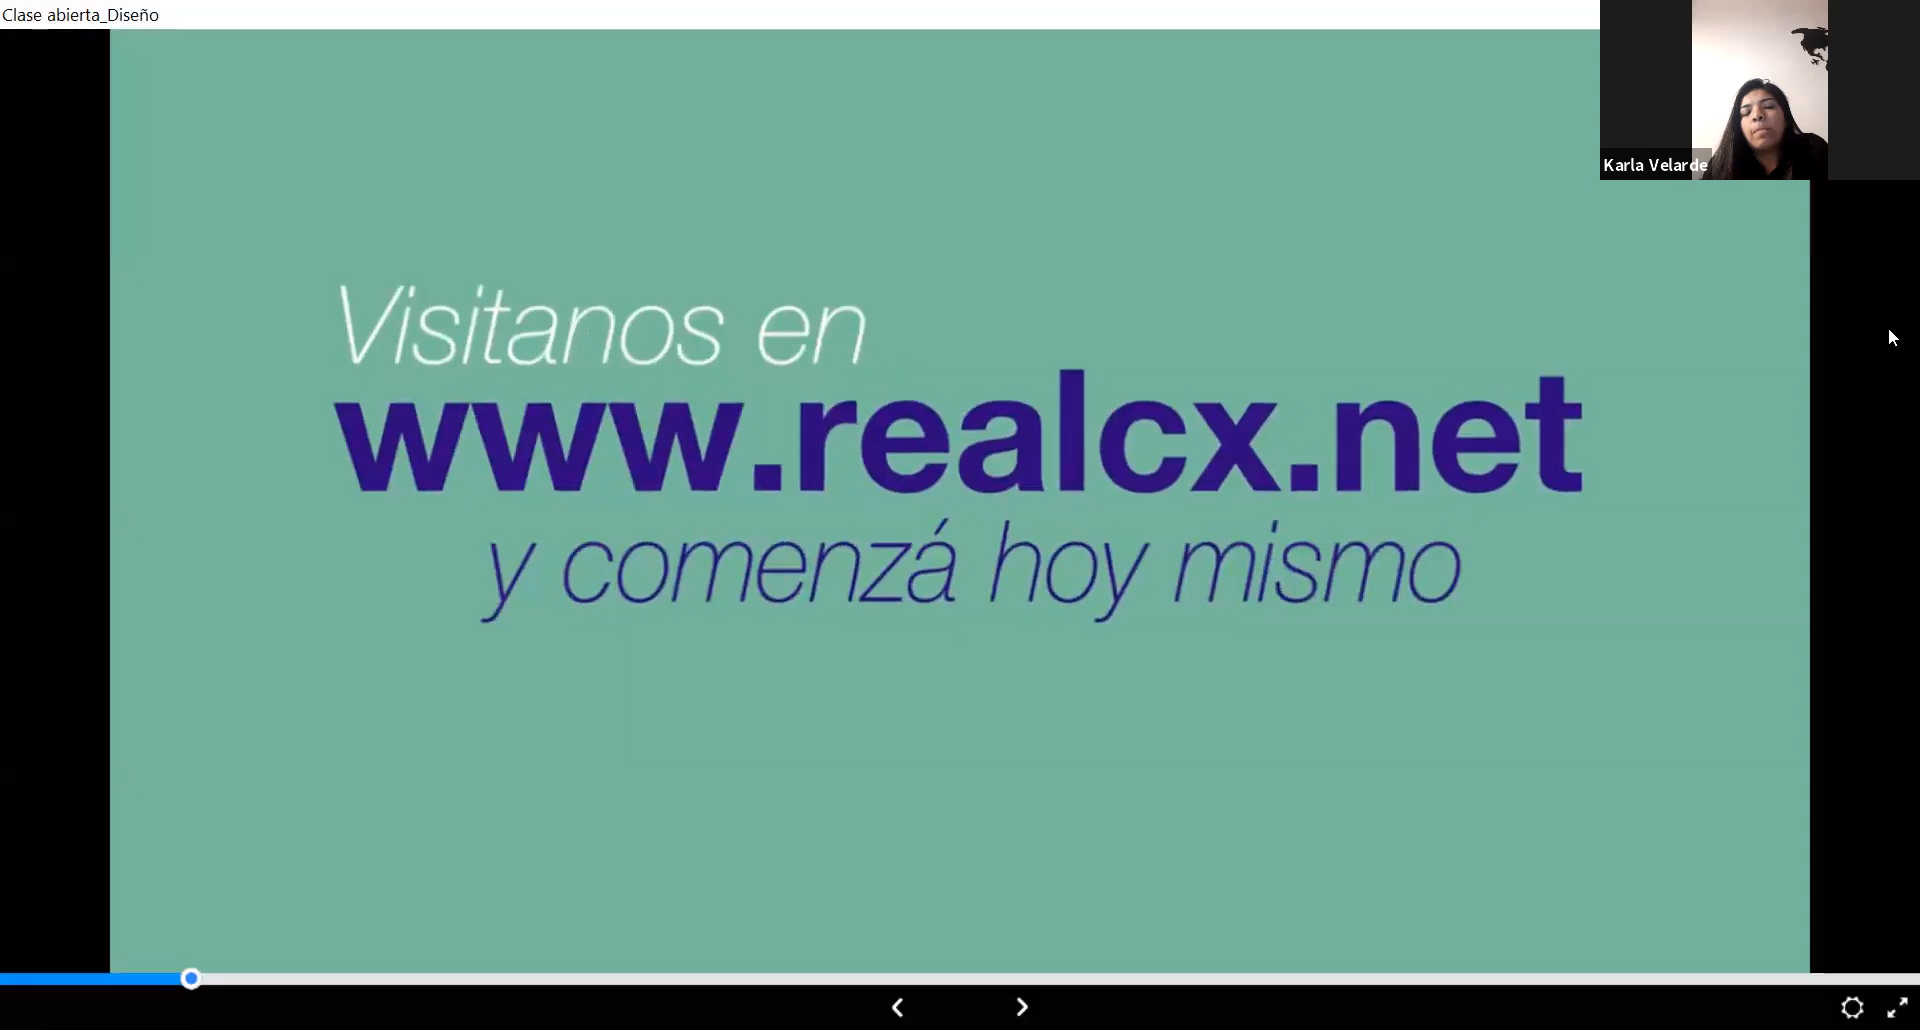 Clase abierta_Diseño
Karla Velarde
Visitanos en
www.realcx.net
y comenzá hoy mismo